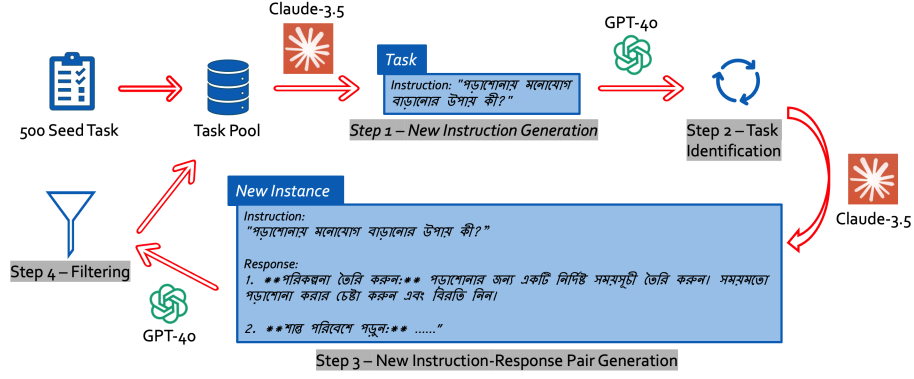 Claude-3.5
GPT-4o
Task
Instruction: "পড়াশোনায় মনোযোগ
বাড়ানোর উপায় কী?"
500 Seed Task
Task Pool
Step 1 – New Instruction Generation
Step 2 – Task
Identification
Claude-3.5
New Instance
Instruction:
"পড়াশোনায় মনোযোগ বাড়ানোর উপায় কী?"
Response:
1. **পরিকল্পনা তৈরি করুন:** পড়াশোনার জন্য একটি নির্দিষ্ট সময়সূচী তৈরি করুন। সময়মতো
পড়াশোনা করার চেষ্টা করুন এবং বিরতি নিন।
2. **শান্ত পরিবেশে পড়ুন:** ......"
Step 4 – Filtering
GPT-4o
Step 3 – New Instruction-Response Pair Generation